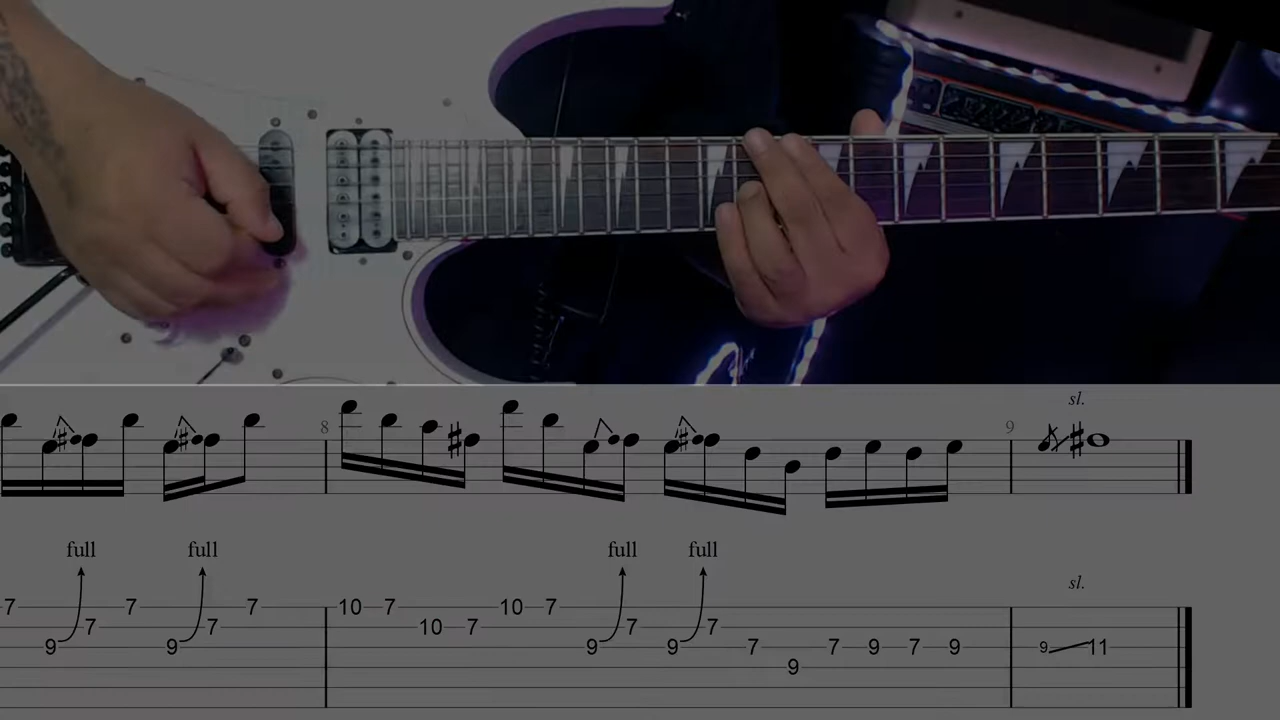 sl.
8 9
full full full full
sl.
7 7 7 10 7 10 7
7 7 10 7 7 7
9 9 9 9 7 7 9 7 9 9 11
9